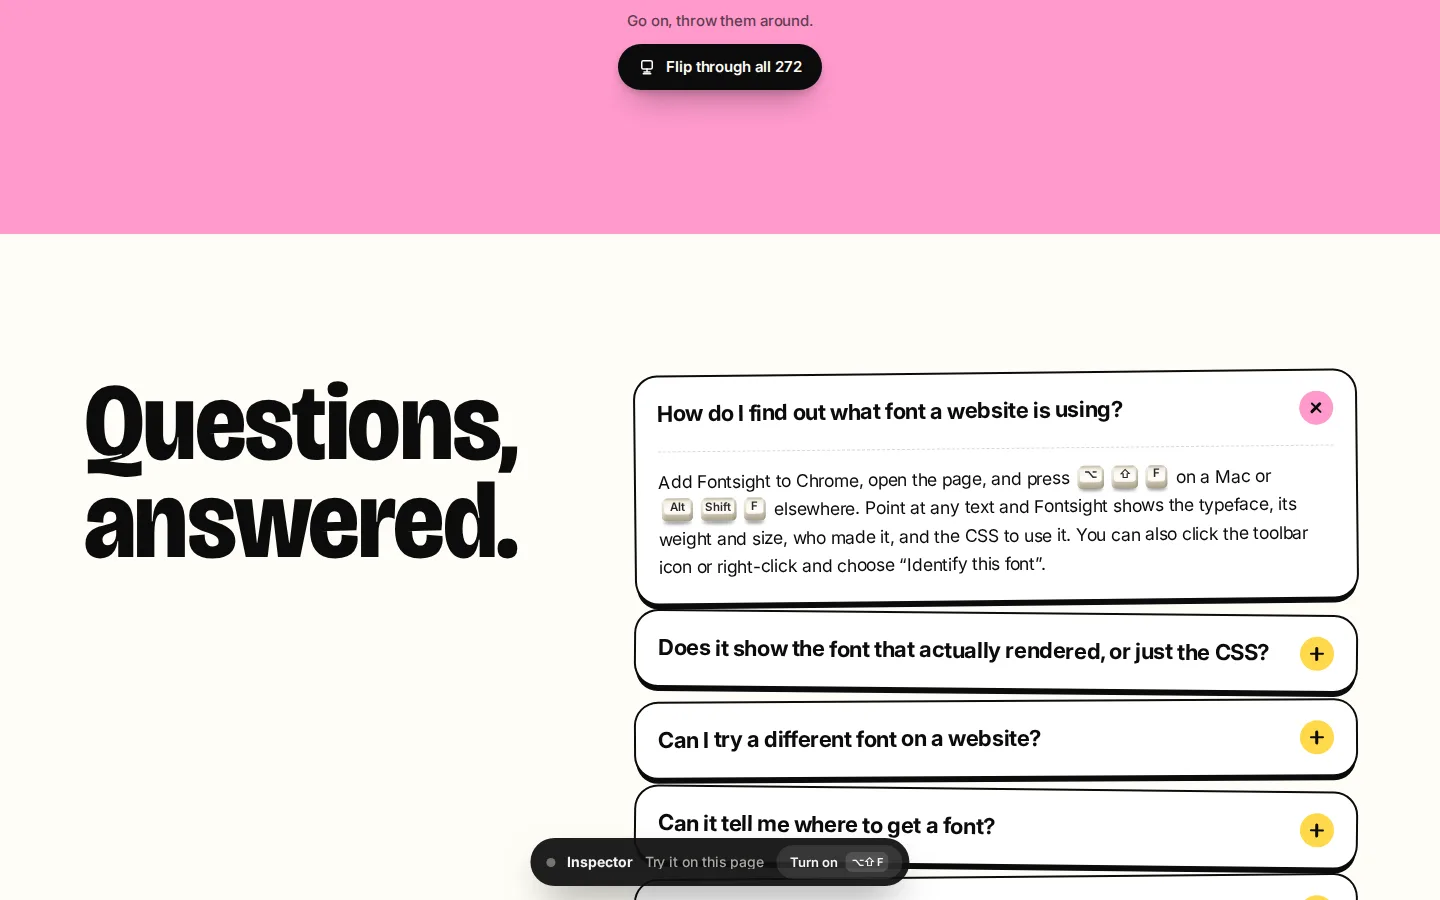 Go on, throw them around.
Flip through all 272
Questions,
answered.
How do I find out what font a website is using?
Add Fontsight to Chrome, open the page, and press ⌥ ⇧ F on a Mac or
Alt Shift F elsewhere. Point at any text and Fontsight shows the typeface, its
weight and size, who made it, and the CSS to use it. You can also click the toolbar
icon or right-click and choose “Identify this font”.
Does it show the font that actually rendered, or just the CSS?
Can I try a different font on a website?
Can it tell me where to get a font?
Inspector Try it on this page Turn on ⌥⇧F